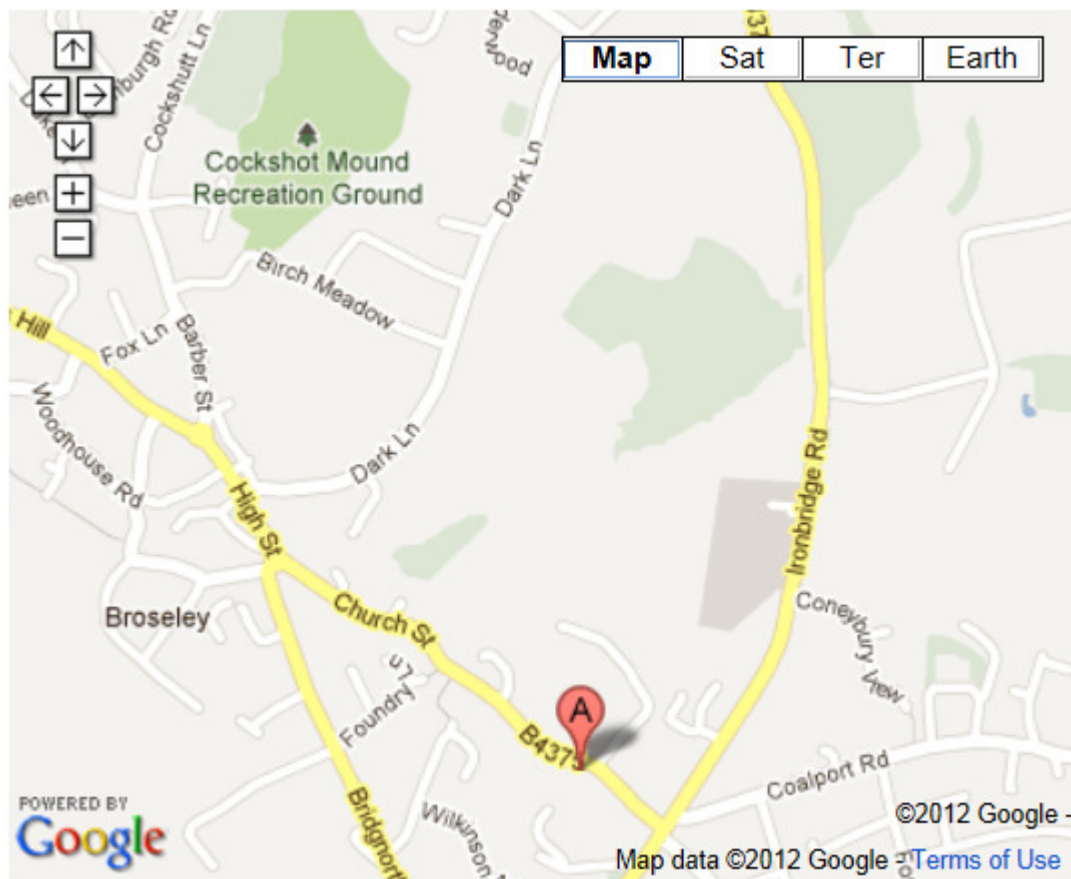 Map Sat Ter Earth
Cockshutt Ln
Cockshot Mound
Recreation Ground
Dark Ln
Birch Meadow
Hill
Fox Ln
Barber St
Woodhouse Rd
Dark Ln
High St
Ironbridge Rd
Broseley
Church St
Coneybury View
Foundry Ln
A
B4373
Coalport Rd
Wilkinson
POWERED BY
Google
©2012 Google -
Map data ©2012 Google - Terms of Use